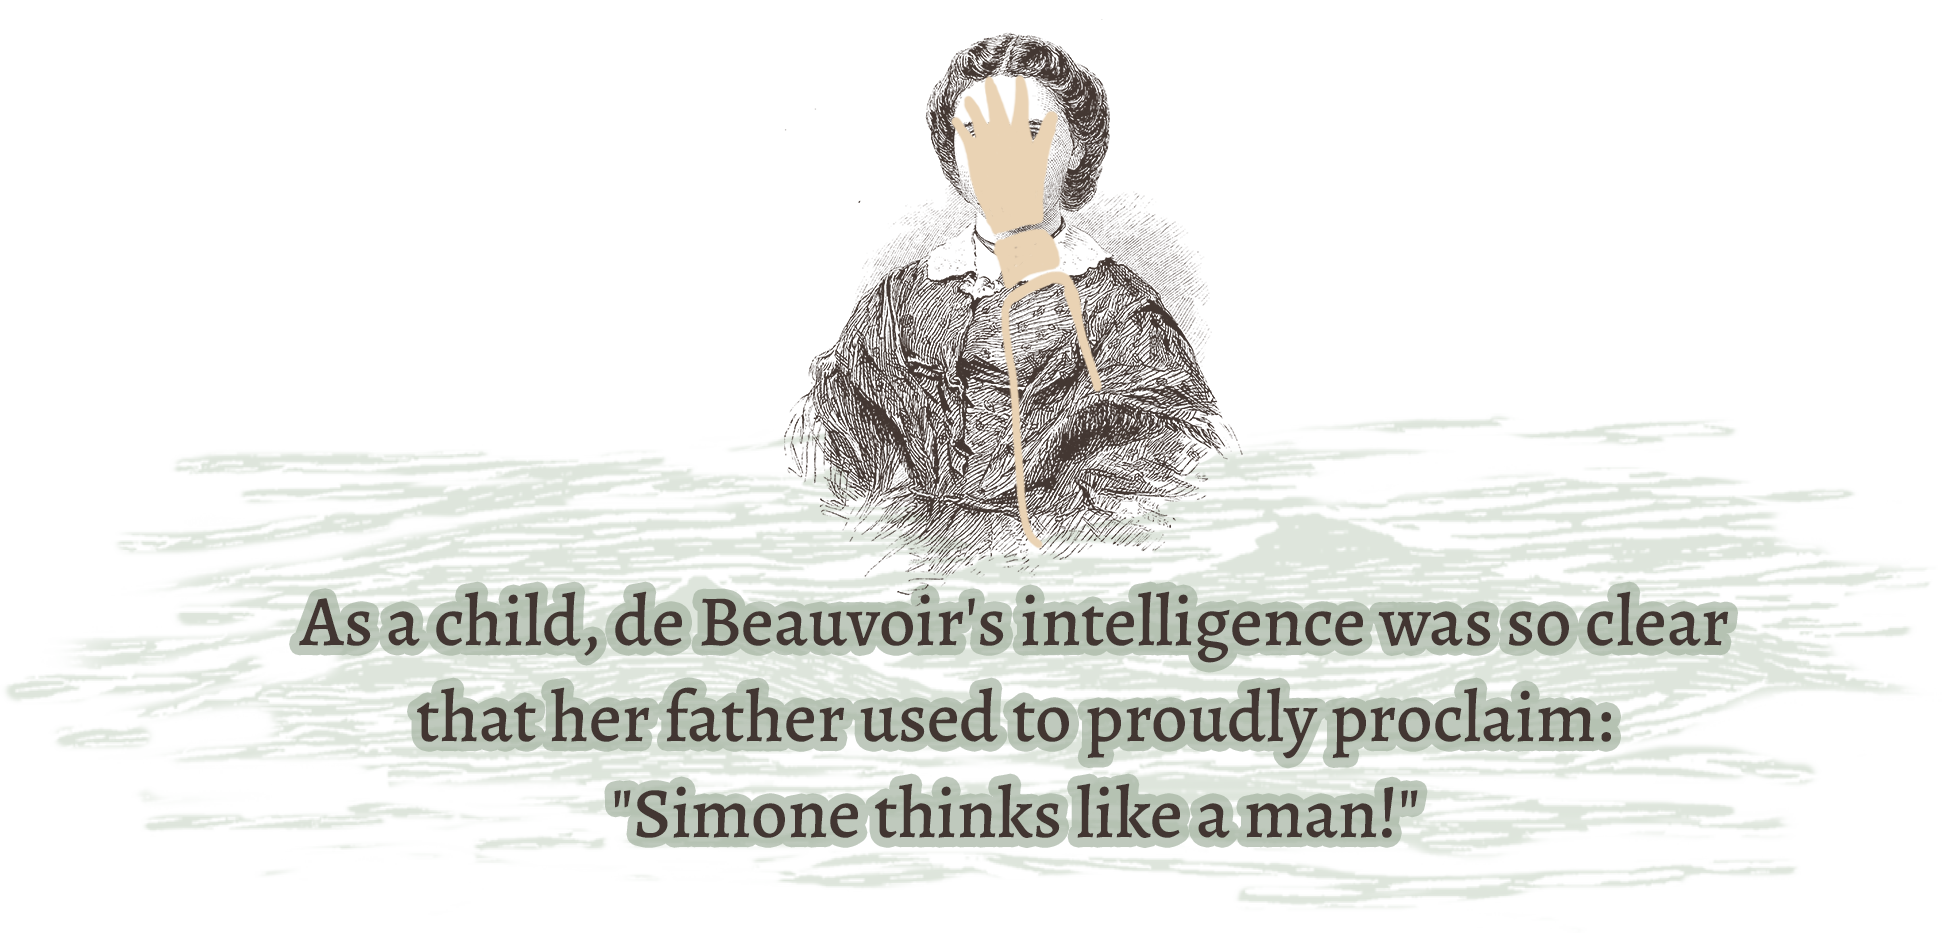 As a child, de Beauvoir's intelligence was so clear
that her father used to proudly proclaim:
"Simone thinks like a man!"